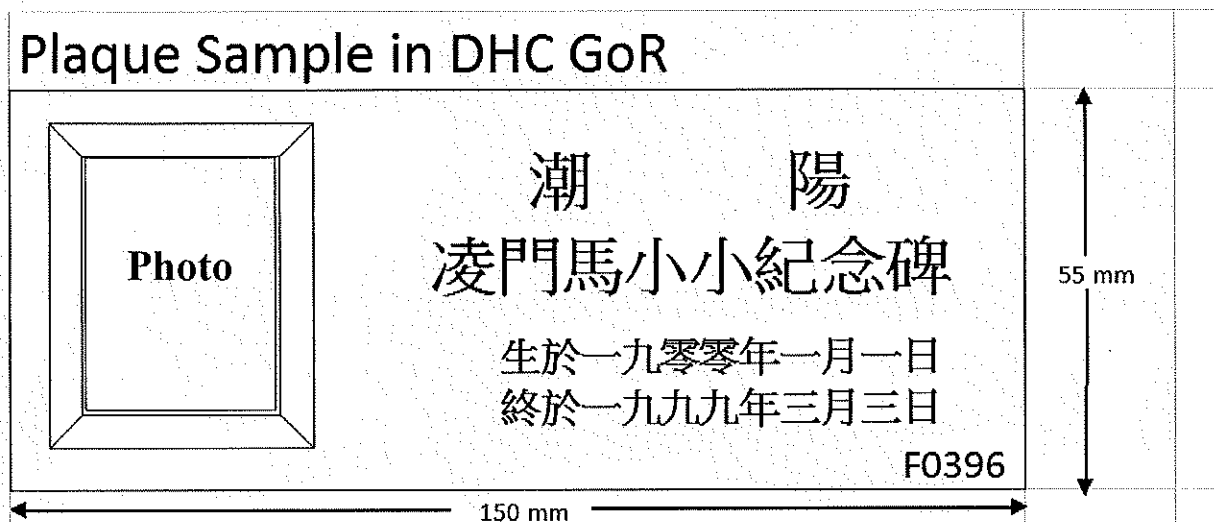 Plaque Sample in DHC GoR
Photo
潮 陽
凌門馬小小紀念碑
生於一九零零年一月一日
終於一九九九年三月三日
F0396
55 mm
150 mm